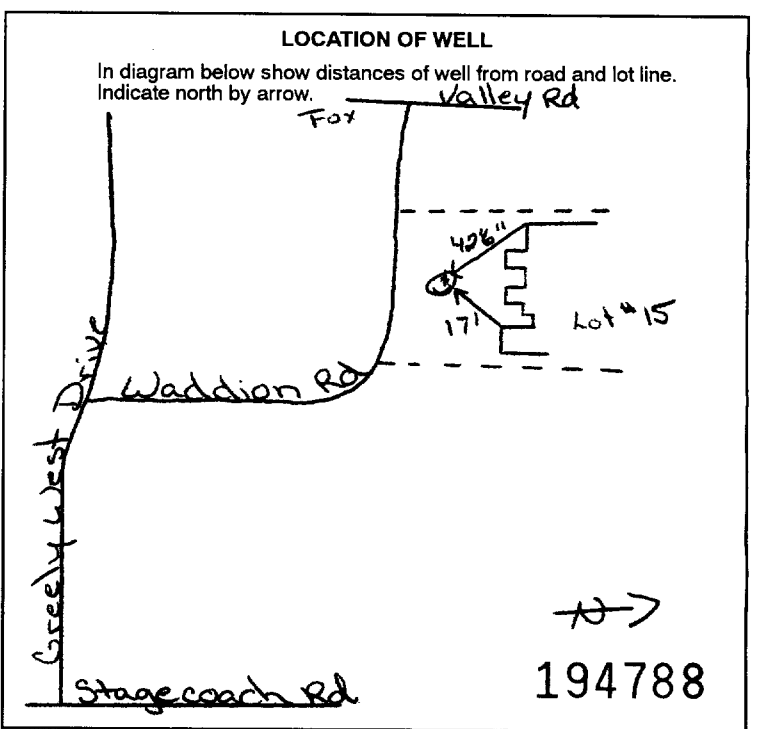 LOCATION OF WELL
In diagram below show distances of well from road and lot line.
Indicate north by arrow.
Fox Valley Rd
17'
Lot # 15
Waddion Rd
Greely West Drive
N
194788
Stagecoach Rd